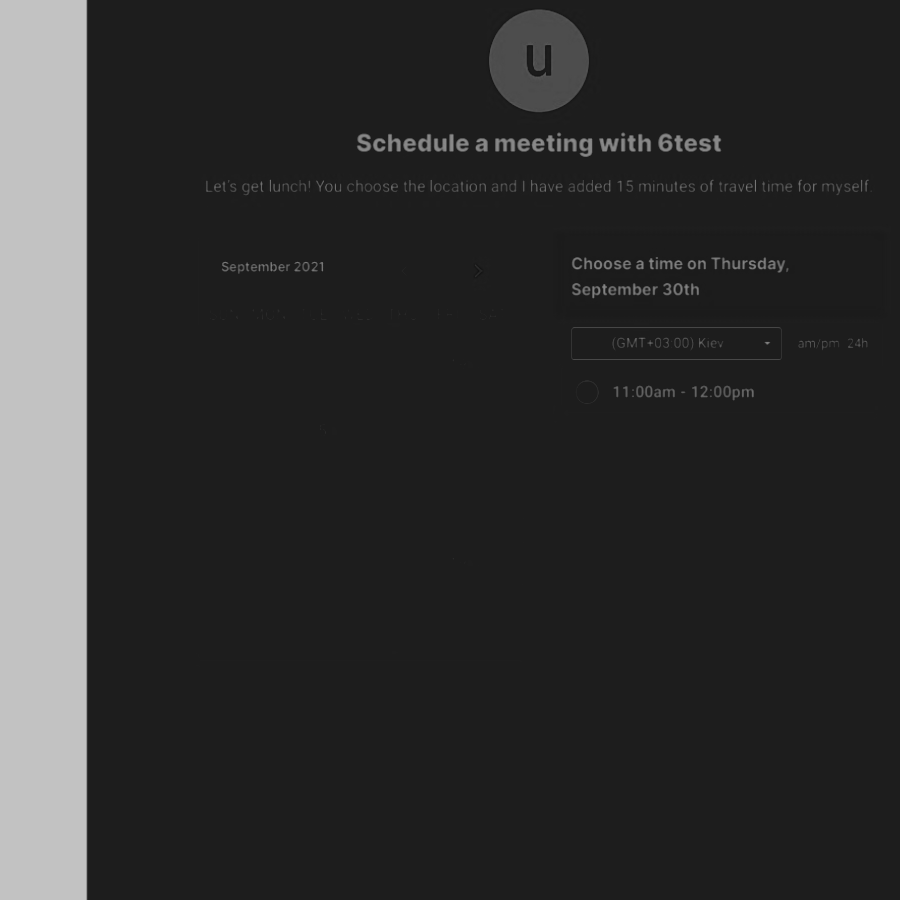 u
Schedule a meeting with 6test
Let's get lunch! You choose the location and I have added 15 minutes of travel time for myself.
September 2021
Choose a time on Thursday,
September 30th
(GMT+03:00) Kiev
am/pm 24h
11:00am - 12:00pm